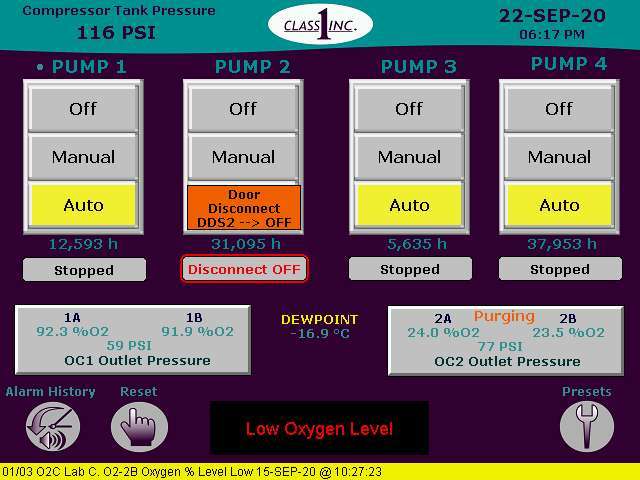 Compressor Tank Pressure
116 PSI
CLASS 1 INC.
22-SEP-20
06:17 PM
• PUMP 1
PUMP 2
PUMP 3
PUMP 4
Off
Off
Off
Off
Manual
Manual
Manual
Manual
Auto
Door
Disconnect
DDS2 --> OFF
Auto
Auto
12,593 h
31,095 h
5,635 h
37,953 h
Stopped
Disconnect OFF
Stopped
Stopped
1A 1B
92.3 %O2 91.9 %O2
59 PSI
OC1 Outlet Pressure
DEWPOINT
-16.9 °C
2A Purging 2B
24.0 %O2 23.5 %O2
77 PSI
OC2 Outlet Pressure
Alarm History
Reset
Low Oxygen Level
Presets
01/03 O2C Lab C. O2-2B Oxygen % Level Low 15-SEP-20 @ 10:27:23